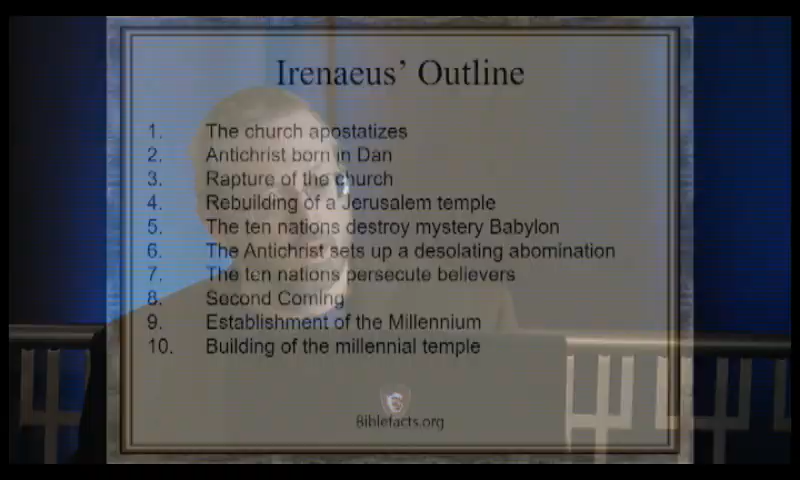 Irenaeus' Outline
1. The church apostatizes
2. Antichrist born in Dan
3. Rapture of the church
4. Rebuilding of a Jerusalem temple
5. The ten nations destroy mystery Babylon
6. The Antichrist sets up a desolating abomination
7. The ten nations persecute believers
8. Second Coming
9. Establishment of the Millennium
10. Building of the millennial temple
Biblefacts.org